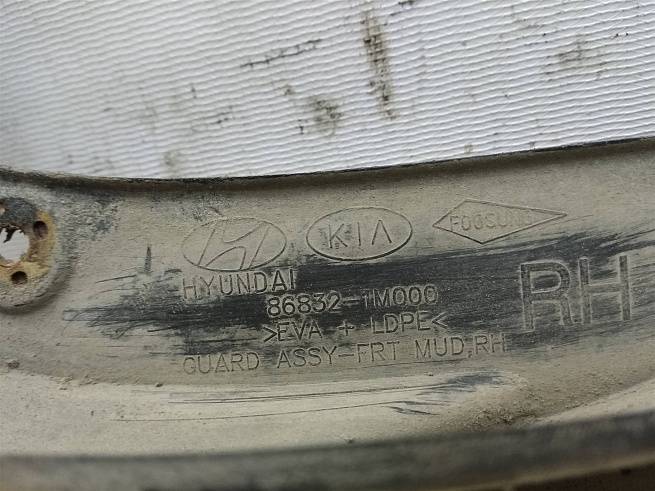 KIA FOOSUNG
HYUNDAI
86832-1M000
>EVA + LDPE<
GUARD ASSY-FRT MUD,RH
RH